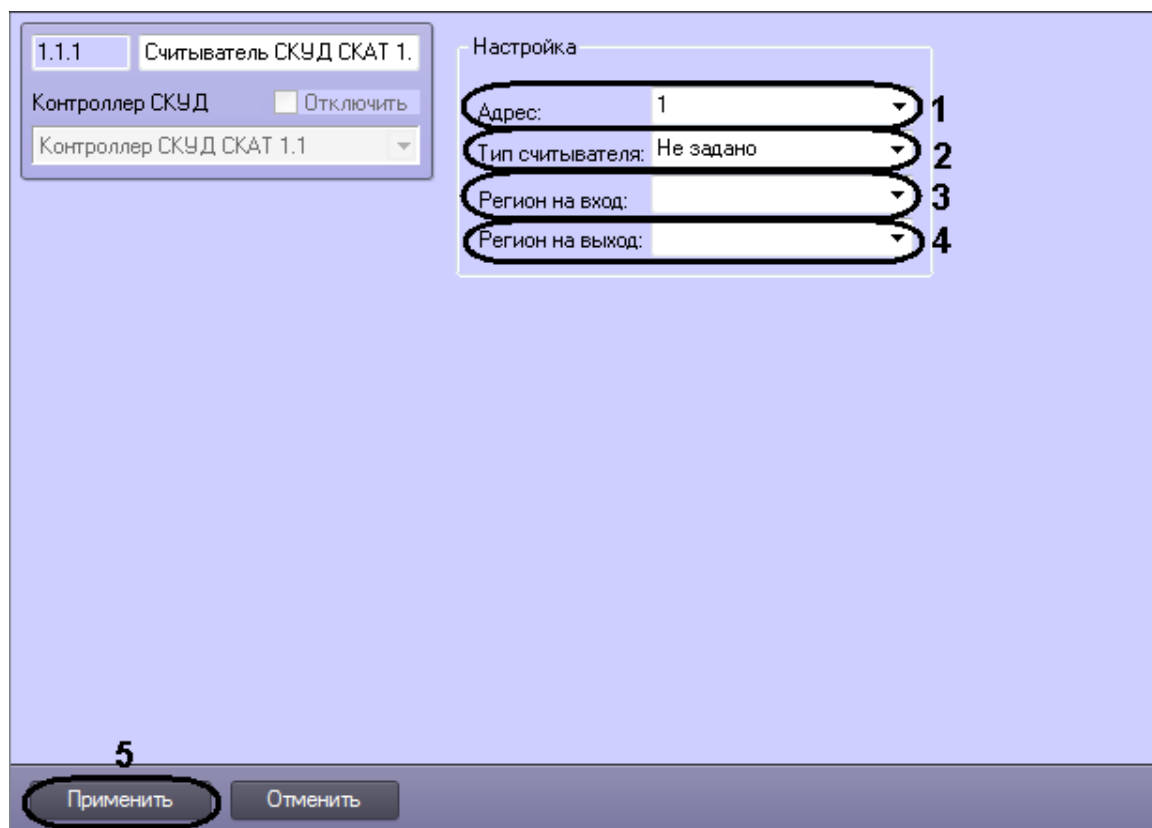 1.1.1 Считыватель СКУД СКАТ 1.
Контроллер СКУД Отключить
Контроллер СКУД СКАТ 1.1
Настройка
Адрес: 1 1
Тип считывателя: Не задано 2
Регион на вход: 3
Регион на выход: 4
5
Применить Отменить